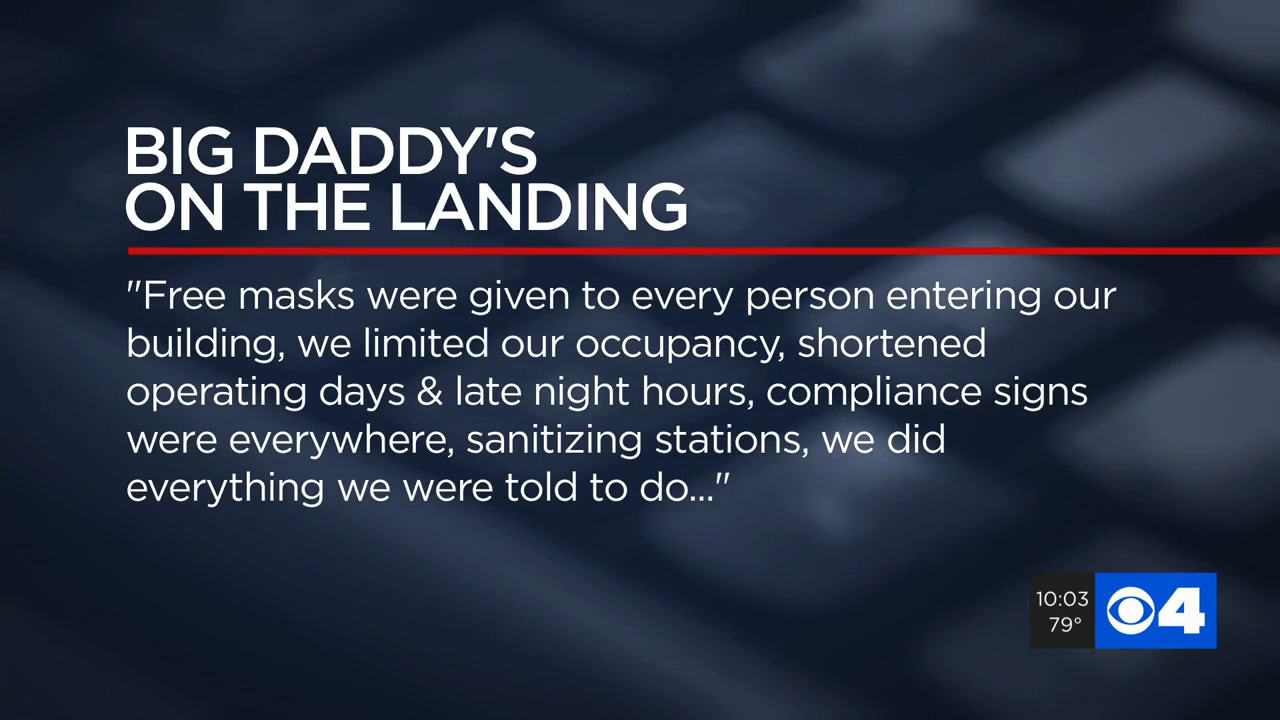 BIG DADDY'S
ON THE LANDING
"Free masks were given to every person entering our
building, we limited our occupancy, shortened
operating days & late night hours, compliance signs
were everywhere, sanitizing stations, we did
everything we were told to do..."
10:03
79°
4